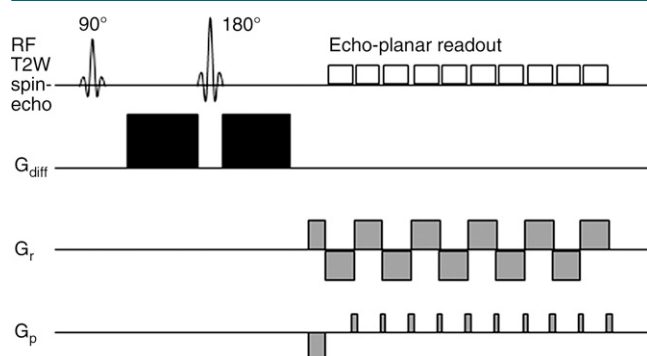 90°
180°
RF
T2W
spin-
echo
Echo-planar readout
Gdiff
Gr
Gp